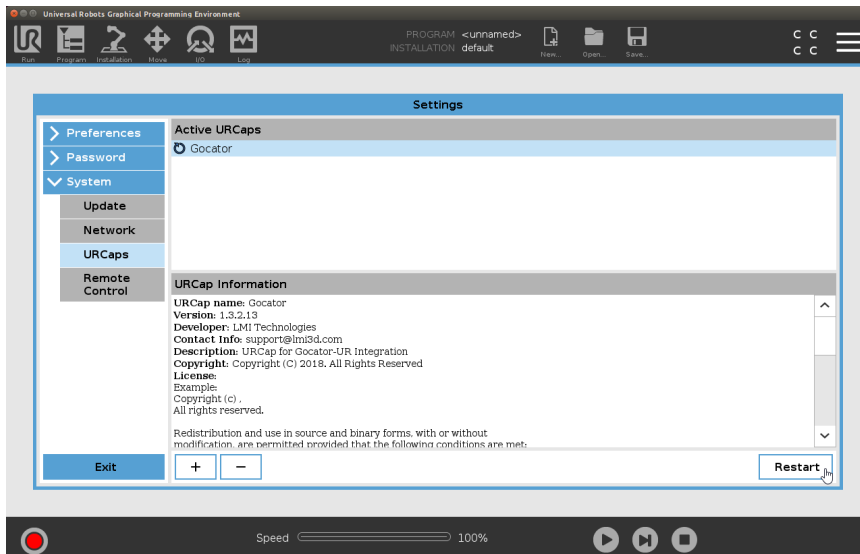 Universal Robots Graphical Programming Environment
UR
PROGRAM <unnamed>
INSTALLATION default
C C
C C
Run Program Installation Move I/O Log New... Open... Save...
Settings
Preferences
Password
System
Update
Network
URCaps
Remote
Control
Exit
Active URCaps
Gocator
URCap Information
URCap name: Gocator
Version: 1.3.2.13
Developer: LMI Technologies
Contact Info: support@lmi3d.com
Description: URCap for Gocator-UR Integration
Copyright: Copyright (C) 2018. All Rights Reserved
License:
Example:
Copyright (c) ,
All rights reserved.
Redistribution and use in source and binary forms, with or without
modification, are permitted provided that the following conditions are met:
+ −
Restart
Speed 100%